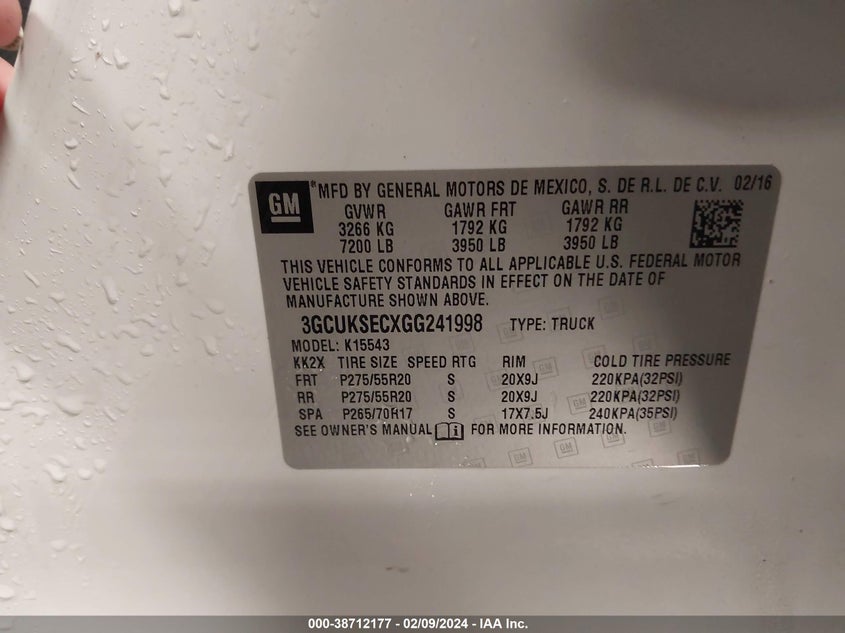 GM *MFD BY GENERAL MOTORS DE MEXICO, S. DE R.L. DE C.V. 02/16
GVWR GAWR FRT GAWR RR
3266 KG 1792 KG 1792 KG
7200 LB 3950 LB 3950 LB
THIS VEHICLE CONFORMS TO ALL APPLICABLE U.S. FEDERAL MOTOR
VEHICLE SAFETY STANDARDS IN EFFECT ON THE DATE OF
MANUFACTURE SHOWN ABOVE.
3GCUKSECXGG241998 TYPE: TRUCK
MODEL: K15543
KK2X TIRE SIZE SPEED RTG RIM COLD TIRE PRESSURE
FRT P275/55R20 S 20X9J 220KPA(32PSI)
RR P275/55R20 S 20X9J 220KPA(32PSI)
SPA P265/70R17 S 17X7.5J 240KPA(35PSI)
SEE OWNER'S MANUAL FOR MORE INFORMATION.
000-38712177 - 02/09/2024 - IAA Inc.